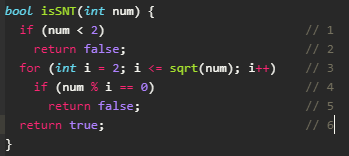 bool isSNT(int num) {
  if (num < 2)                            // 1
    return false;                         // 2
  for (int i = 2; i <= sqrt(num); i++)    // 3
    if (num % i == 0)                     // 4
      return false;                       // 5
  return true;                            // 6
}